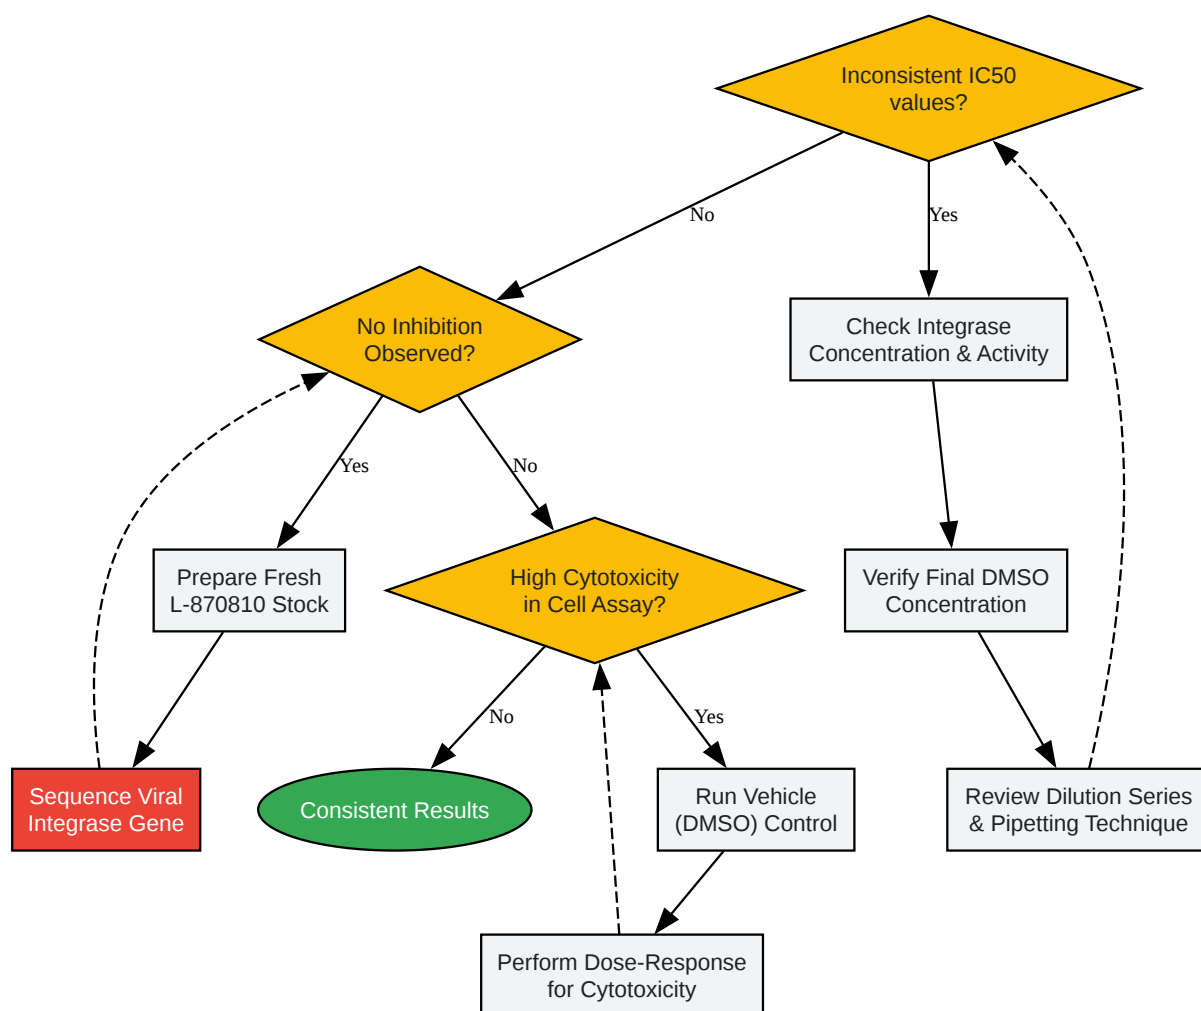 Inconsistent IC50
values?
No
Yes
No Inhibition
Observed?
Check Integrase
Concentration & Activity
Yes
No
Prepare Fresh
L-870810 Stock
High Cytotoxicity
in Cell Assay?
Verify Final DMSO
Concentration
No
Yes
Sequence Viral
Integrase Gene
Consistent Results
Run Vehicle
(DMSO) Control
Review Dilution Series
& Pipetting Technique
Perform Dose-Response
for Cytotoxicity